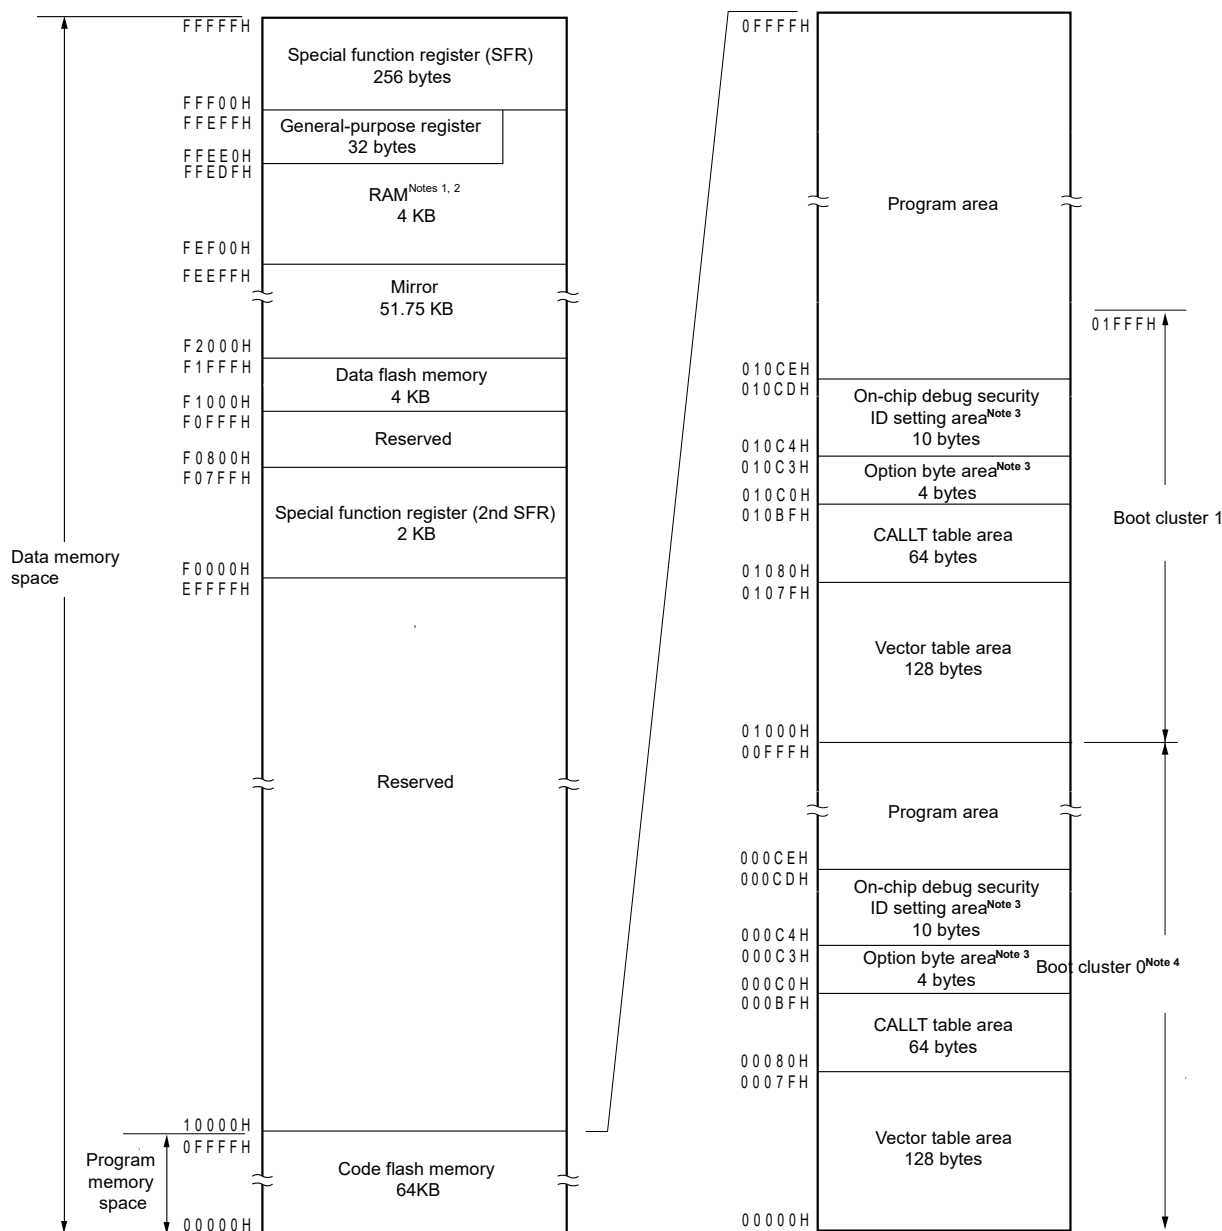 FFFFFH
Special function register (SFR)
256 bytes
FFF00H
FFEFFH
General-purpose register
32 bytes
FFEE0H
FFEDFH
RAMNotes 1, 2
4 KB
FEF00H
FEEFFH
Mirror
51.75 KB
F2000H
F1FFFH
Data flash memory
4 KB
F1000H
F0FFFH
Reserved
F0800H
F07FFH
Special function register (2nd SFR)
2 KB
Data memory
space
F0000H
EFFFFH
Reserved
10000H
0FFFFH
Program
memory
space
Code flash memory
64KB
00000H
0FFFFH
Program area
01FFFH
010CEH
010CDH
On-chip debug security
ID setting areaNote 3
10 bytes
010C4H
010C3H
Option byte areaNote 3
4 bytes
010C0H
010BFH
Boot cluster 1
CALLT table area
64 bytes
01080H
0107FH
Vector table area
128 bytes
01000H
00FFFH
Program area
000CEH
000CDH
On-chip debug security
ID setting areaNote 3
10 bytes
000C4H
000C3H
Option byte areaNote 3
4 bytes
Boot cluster 0Note 4
000C0H
000BFH
CALLT table area
64 bytes
00080H
0007FH
Vector table area
128 bytes
00000H